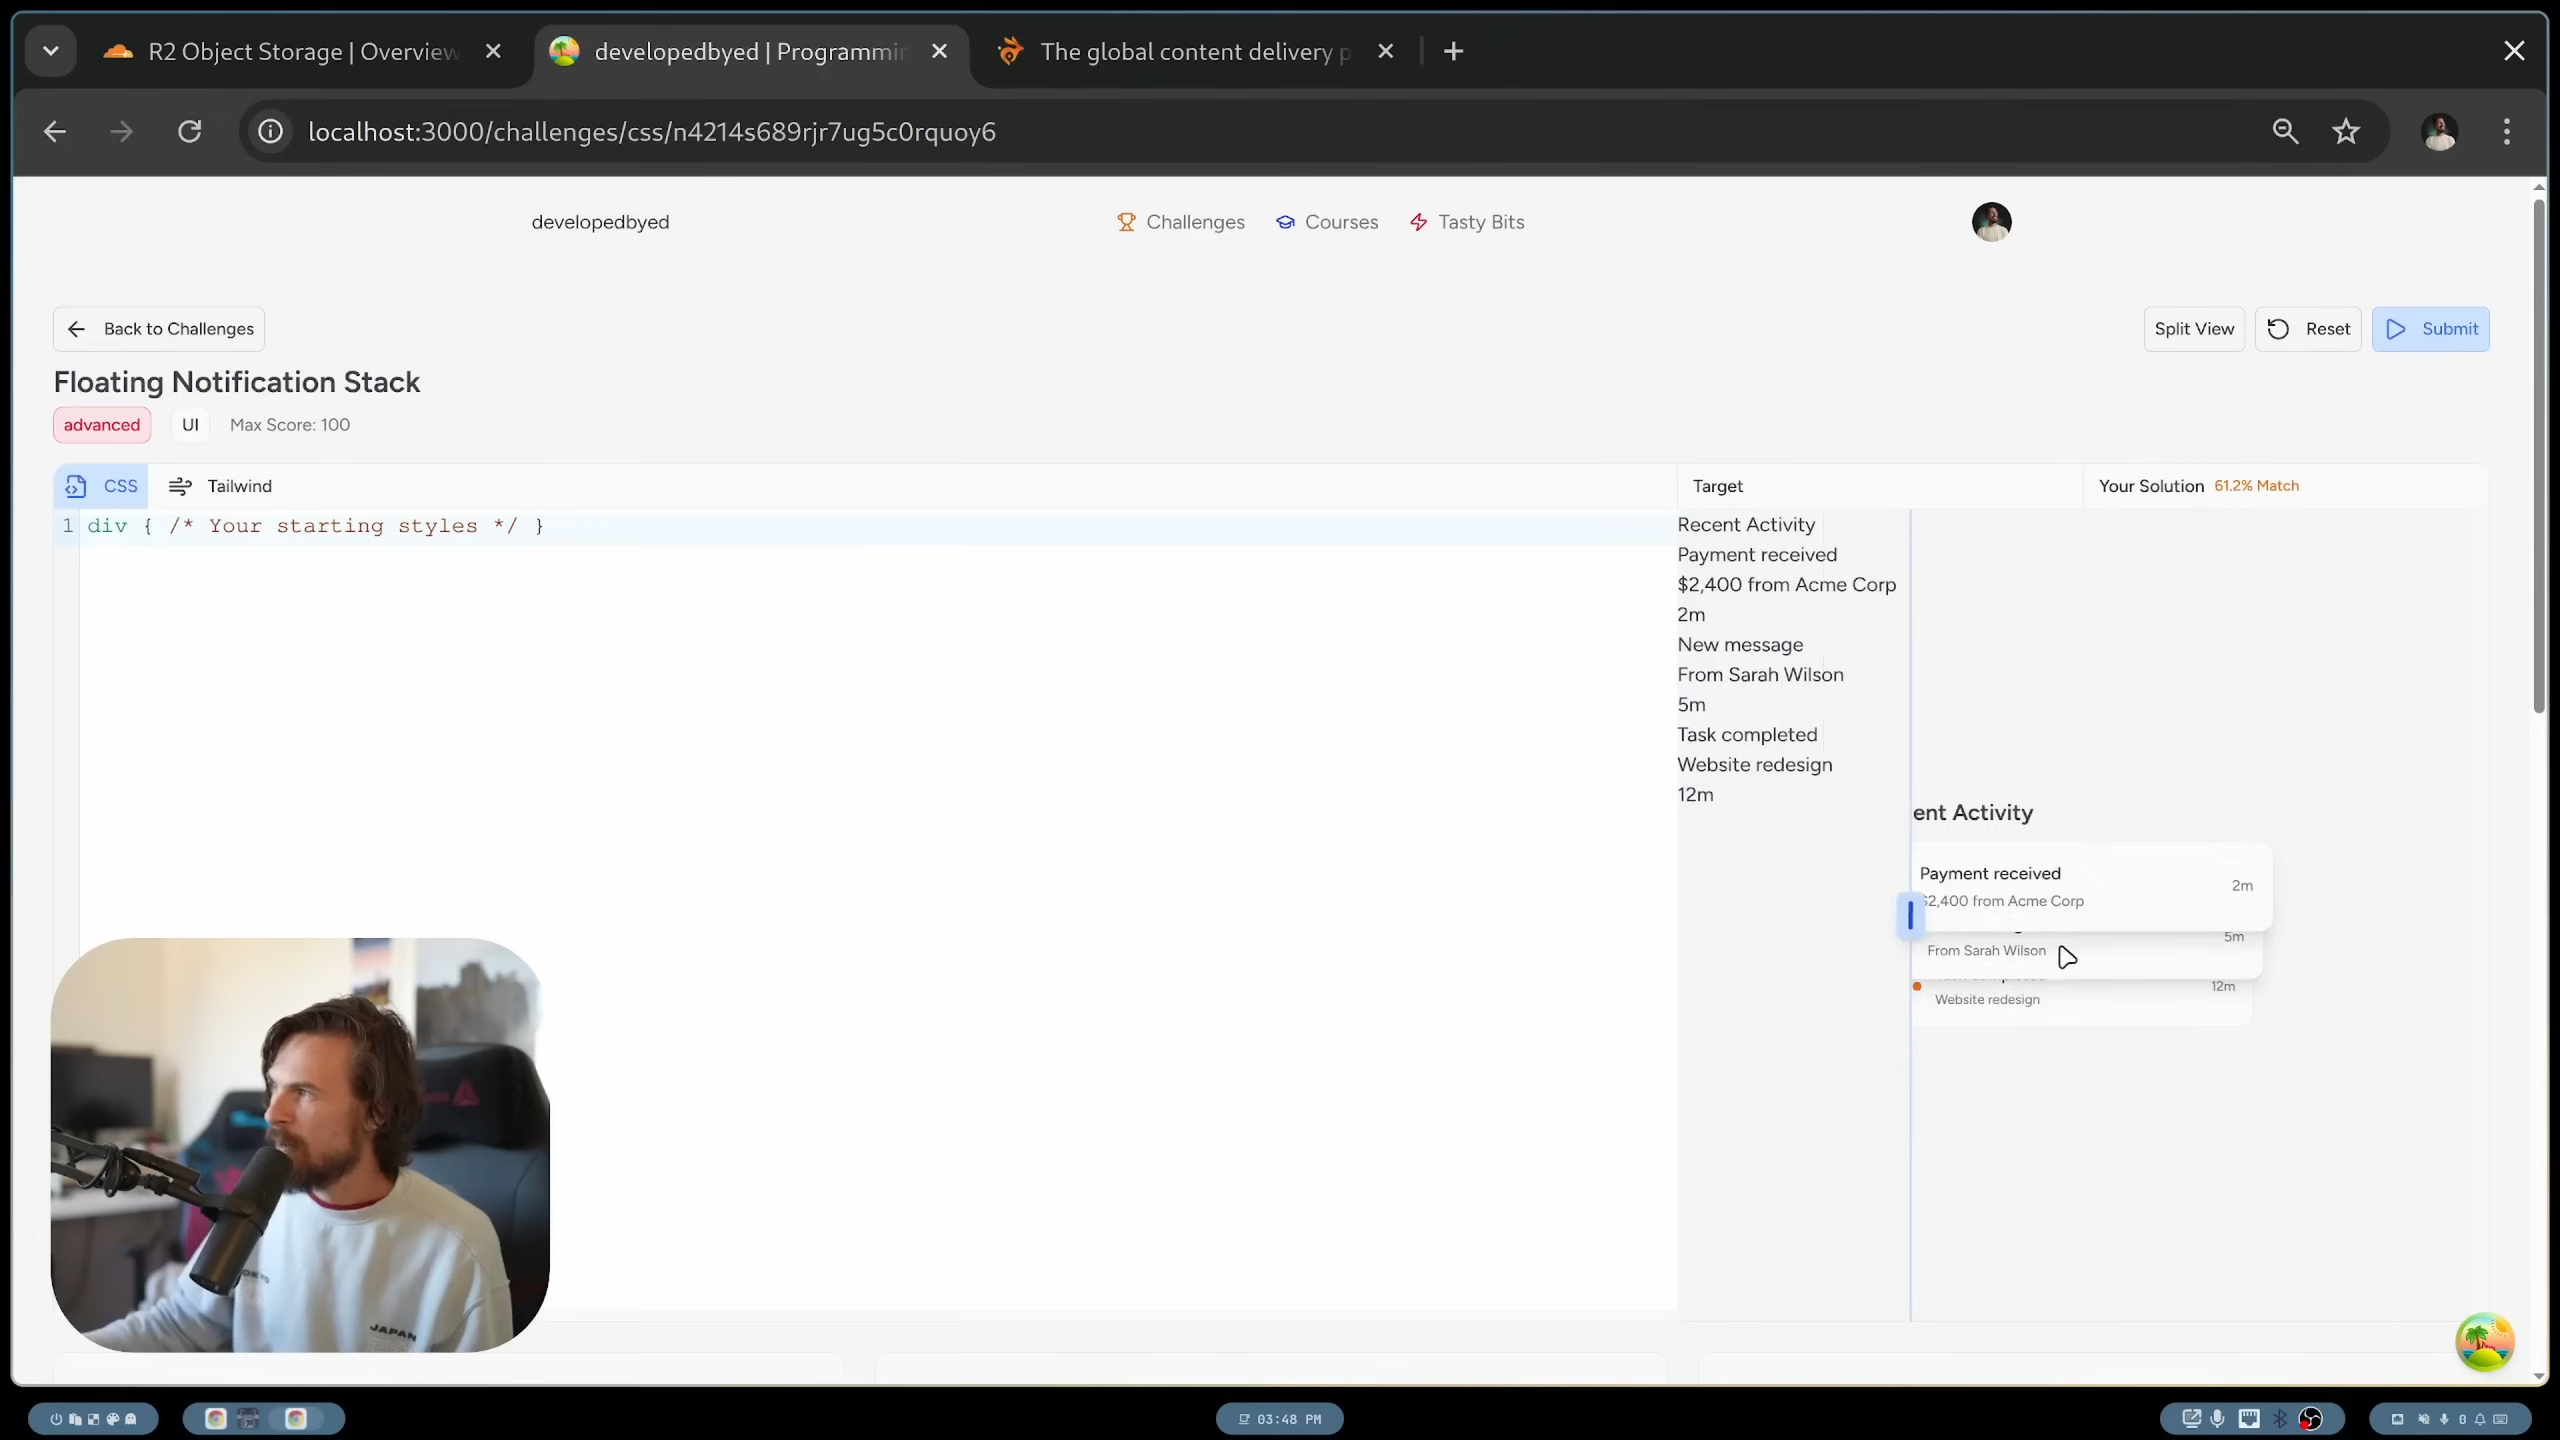 R2 Object Storage | Overview
developedbyed | Programmin
The global content delivery p
localhost:3000/challenges/css/n4214s689rjr7ug5c0rquoy6
developedbyed
Challenges
Courses
Tasty Bits
Back to Challenges
Split View
Reset
Submit
Floating Notification Stack
advanced
UI
Max Score: 100
CSS
Tailwind
Target
Your Solution 61.2% Match
1 div { /* Your starting styles */ }
Recent Activity
Payment received
$2,400 from Acme Corp
2m
New message
From Sarah Wilson
5m
Task completed
Website redesign
12m
ent Activity
Payment received
$2,400 from Acme Corp
2m
From Sarah Wilson
5m
Website redesign
12m
JAPAN
03:48 PM
0